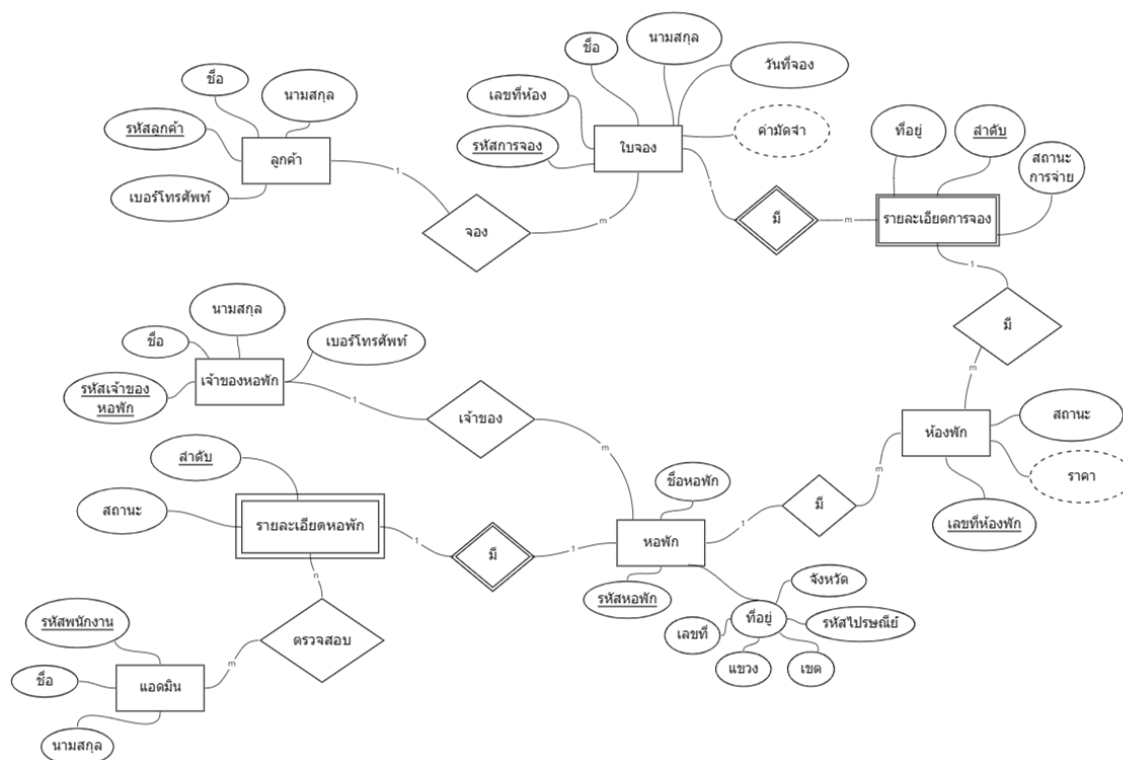 ชื่อ
นามสกุล
รหัสลูกค้า
ลูกค้า
เบอร์โทรศัพท์
1
จอง
m
ชื่อ
นามสกุล
วันที่จอง
เลขที่ห้อง
ใบจอง
ค่ามัดจำ
รหัสการจอง
1
มี
m
ที่อยู่
ลำดับ
สถานะ
การจ่าย
รายละเอียดการจอง
1
มี
m
นามสกุล
ชื่อ
เบอร์โทรศัพท์
รหัสเจ้าของ
หอพัก
เจ้าของหอพัก
1
เจ้าของ
m
ห้องพัก
สถานะ
ราคา
เลขที่ห้องพัก
m
มี
1
ลำดับ
สถานะ
รายละเอียดหอพัก
1
มี
1
ชื่อหอพัก
หอพัก
รหัสหอพัก
จังหวัด
ที่อยู่
รหัสไปรษณีย์
เลขที่
แขวง
เขต
n
ตรวจสอบ
m
รหัสพนักงาน
ชื่อ
แอดมิน
นามสกุล